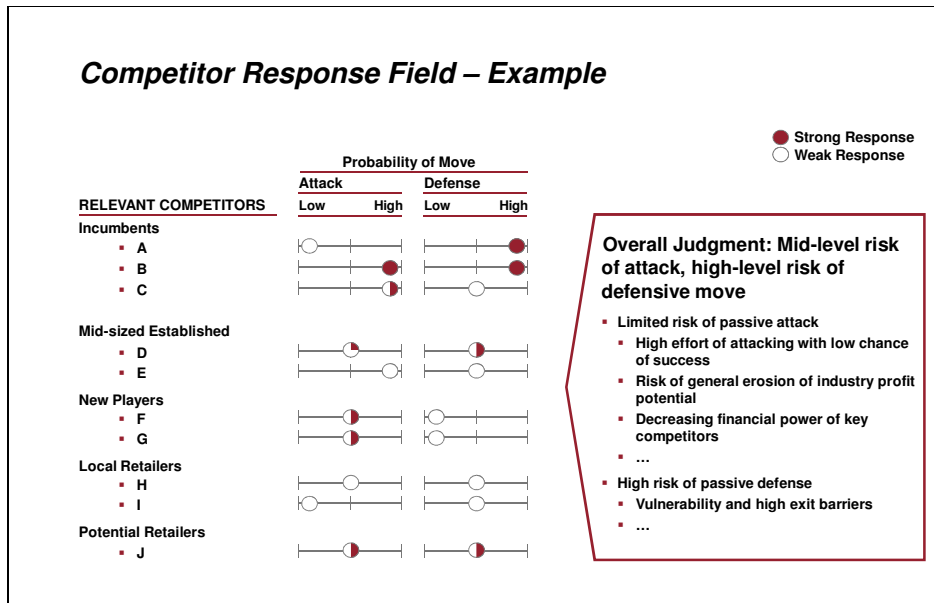 Competitor Response Field – Example
Strong Response
Weak Response
Probability of Move
Attack Defense
RELEVANT COMPETITORS Low High Low High
Incumbents
▪ A
▪ B
▪ C
Mid-sized Established
▪ D
▪ E
New Players
▪ F
▪ G
Local Retailers
▪ H
▪ I
Potential Retailers
▪ J
Overall Judgment: Mid-level risk
of attack, high-level risk of
defensive move
▪ Limited risk of passive attack
▪ High effort of attacking with low chance
of success
▪ Risk of general erosion of industry profit
potential
▪ Decreasing financial power of key
competitors
▪ …
▪ High risk of passive defense
▪ Vulnerability and high exit barriers
▪ …